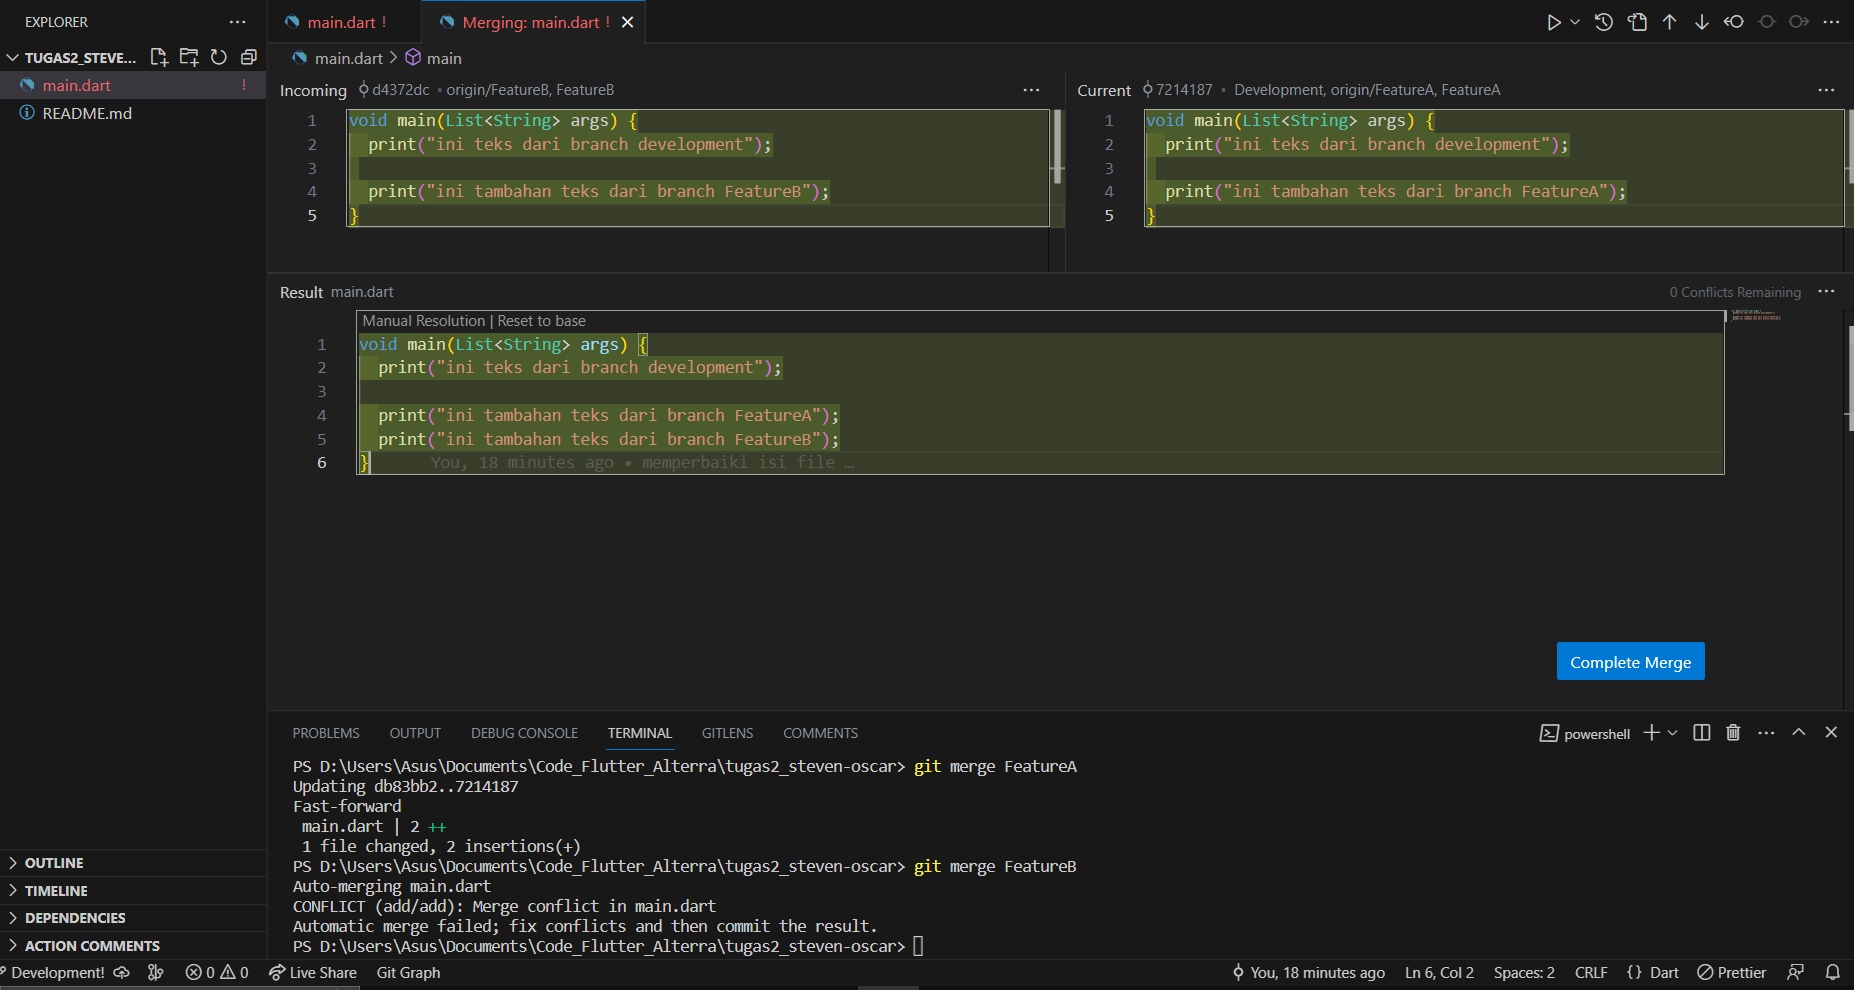 EXPLORER
TUGAS2_STEVE...
main.dart !
README.md
OUTLINE
TIMELINE
DEPENDENCIES
ACTION COMMENTS
main.dart !
Merging: main.dart !
main.dart > main
Incoming d4372dc • origin/FeatureB, FeatureB
1 void main(List<String> args) {
2 print("ini teks dari branch development");
3
4 print("ini tambahan teks dari branch FeatureB");
5 }
Current 7214187 • Development, origin/FeatureA, FeatureA
1 void main(List<String> args) {
2 print("ini teks dari branch development");
3
4 print("ini tambahan teks dari branch FeatureA");
5 }
Result main.dart
0 Conflicts Remaining
Manual Resolution | Reset to base
1 void main(List<String> args) {
2 print("ini teks dari branch development");
3
4 print("ini tambahan teks dari branch FeatureA");
5 print("ini tambahan teks dari branch FeatureB");
6 } You, 18 minutes ago • memperbaiki isi file …
Complete Merge
PROBLEMS OUTPUT DEBUG CONSOLE TERMINAL GITLENS COMMENTS
powershell
PS D:\Users\Asus\Documents\Code_Flutter_Alterra\tugas2_steven-oscar> git merge FeatureA
Updating db83bb2..7214187
Fast-forward
main.dart | 2 ++
1 file changed, 2 insertions(+)
PS D:\Users\Asus\Documents\Code_Flutter_Alterra\tugas2_steven-oscar> git merge FeatureB
Auto-merging main.dart
CONFLICT (add/add): Merge conflict in main.dart
Automatic merge failed; fix conflicts and then commit the result.
PS D:\Users\Asus\Documents\Code_Flutter_Alterra\tugas2_steven-oscar>
Development! 0 0 Live Share Git Graph You, 18 minutes ago Ln 6, Col 2 Spaces: 2 CRLF {} Dart Prettier